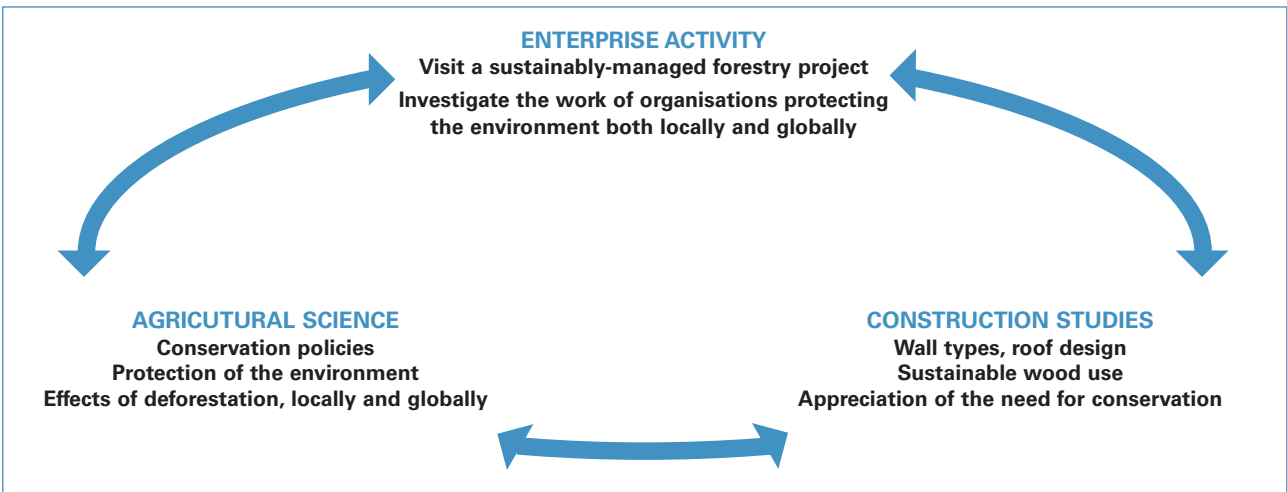 ENTERPRISE ACTIVITY
Visit a sustainably-managed forestry project
Investigate the work of organisations protecting
the environment both locally and globally
AGRICUTURAL SCIENCE
Conservation policies
Protection of the environment
Effects of deforestation, locally and globally
CONSTRUCTION STUDIES
Wall types, roof design
Sustainable wood use
Appreciation of the need for conservation